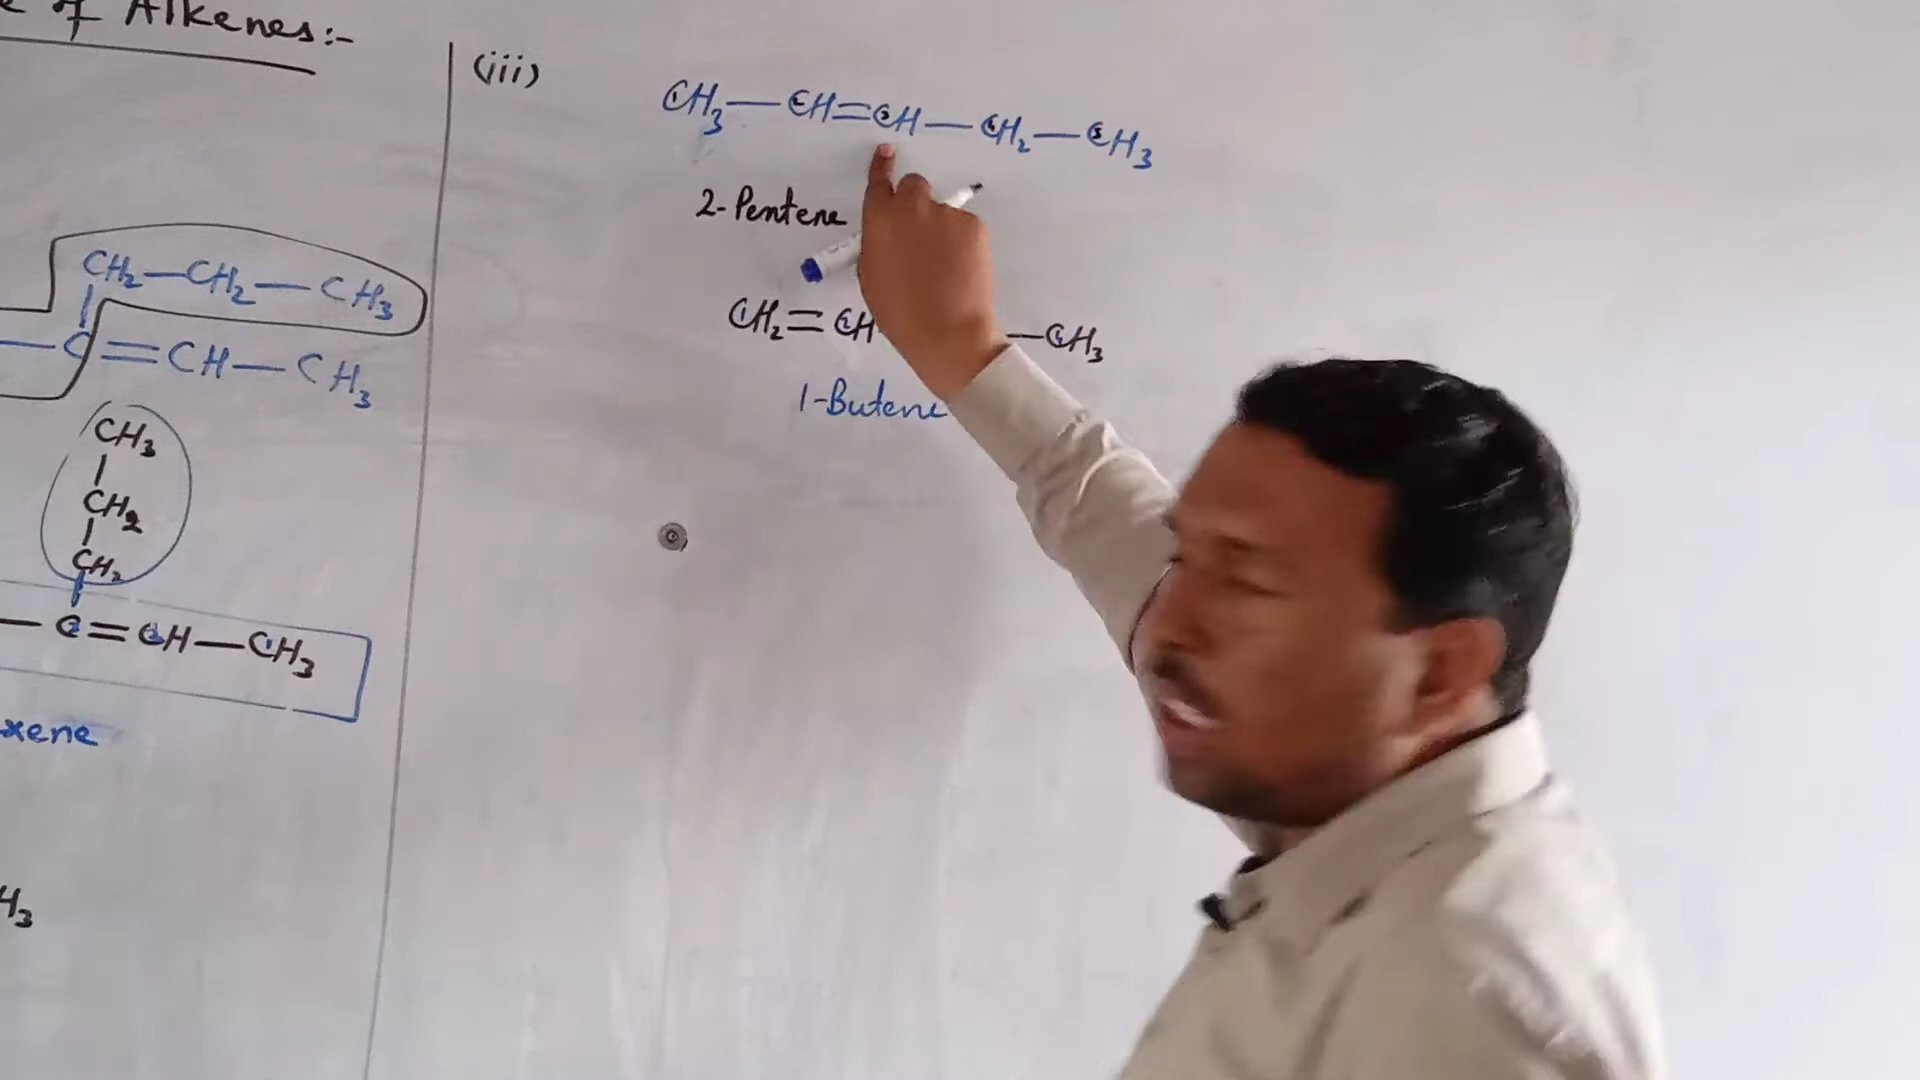 of Alkenes:-
CH₂—CH₂—CH₃
—C=CH—CH₃
CH₃
CH₂
CH₂
—C=CH—CH₃
xene
H₃
(iii)
CH₃—CH=CH—CH₂—CH₃
2-Pentene
CH₂=CH —CH₃
1-Butene